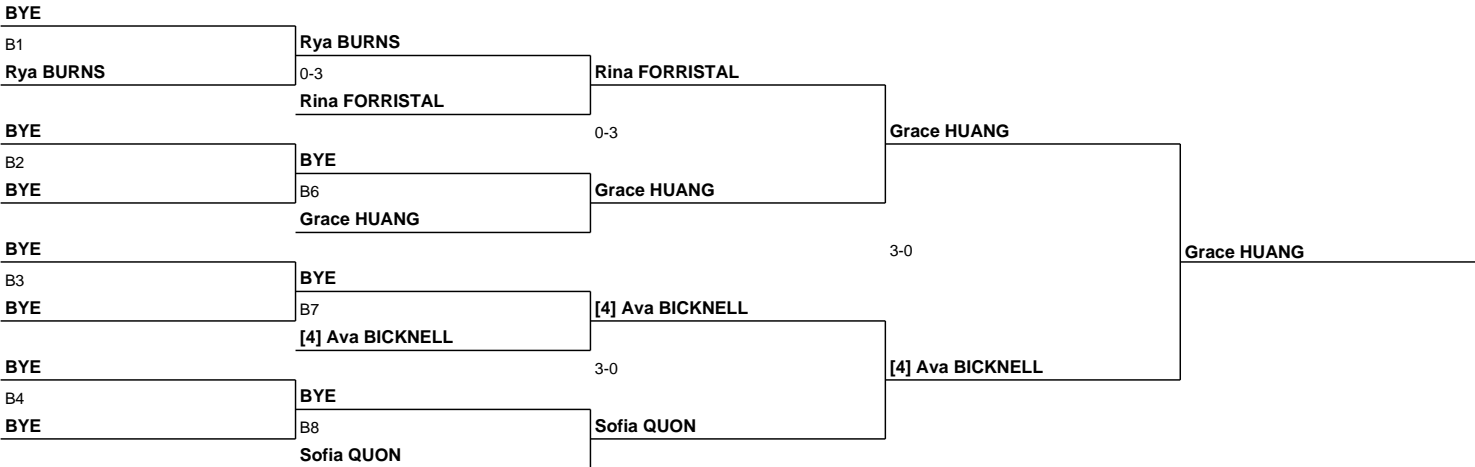 BYE
B1
Rya BURNS
Rya BURNS
0-3
Rina FORRISTAL
Rina FORRISTAL
BYE
B2
BYE
BYE
B6
Grace HUANG
0-3
Grace HUANG
Grace HUANG
BYE
B3
BYE
BYE
B7
[4] Ava BICKNELL
[4] Ava BICKNELL
3-0
Grace HUANG
BYE
B4
BYE
BYE
B8
Sofia QUON
3-0
Sofia QUON
[4] Ava BICKNELL